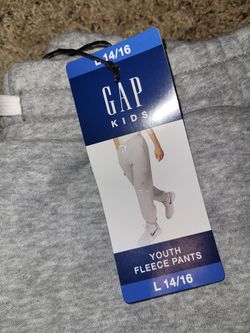 L 14/16
GAP
KIDS
YOUTH
FLEECE PANTS
L 14/16